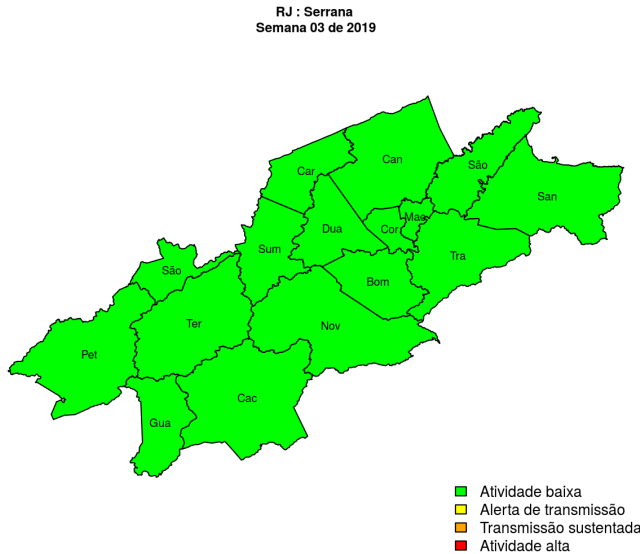 RJ : Serrana
Semana 03 de 2019
Can
São
Car
San
Mac
Dua
Cor
Sum
Tra
São
Bom
Ter
Nov
Pet
Cac
Gua
Atividade baixa
Alerta de transmissão
Transmissão sustentada
Atividade alta